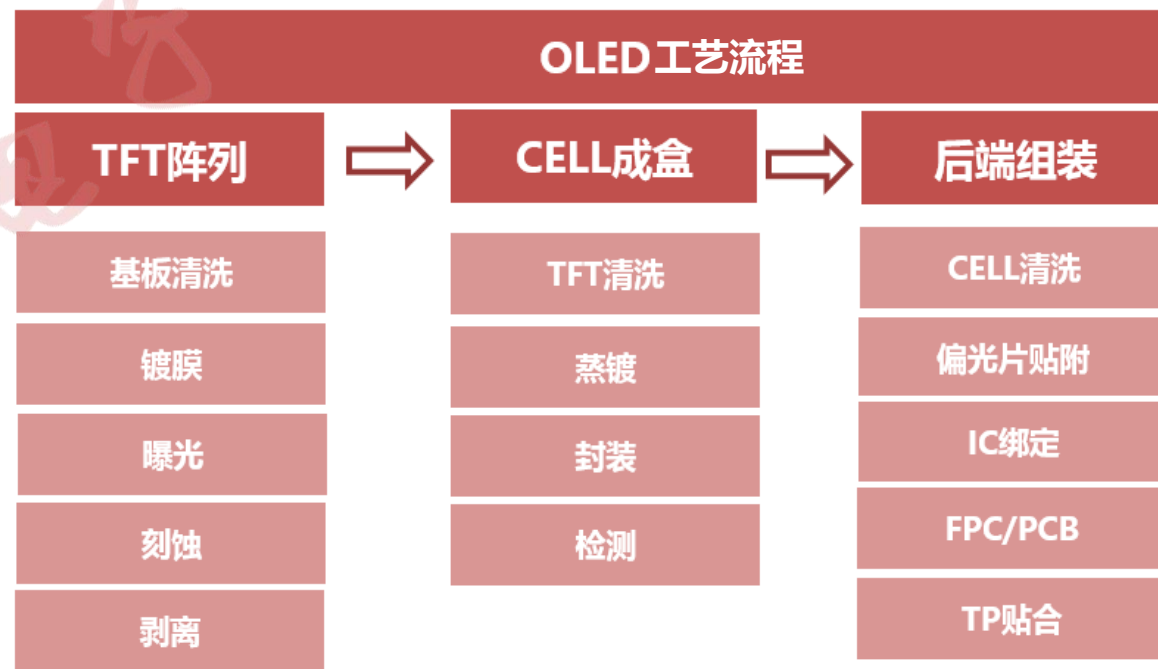 OLED工艺流程
TFT阵列
CELL成盒
后端组装
基板清洗
镀膜
曝光
刻蚀
剥离
TFT清洗
蒸镀
封装
检测
CELL清洗
偏光片贴附
IC绑定
FPC/PCB
TP贴合